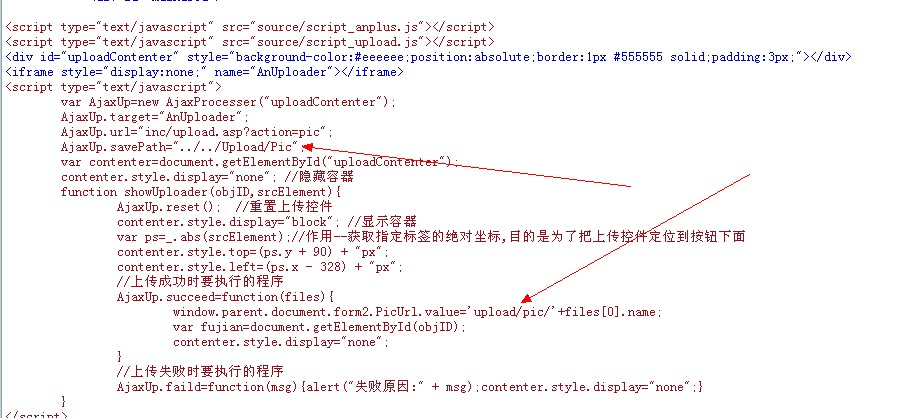 <script type="text/javascript" src="source/script_anplus.js"></script>
<script type="text/javascript" src="source/script_upload.js"></script>
<div id="uploadContenter" style="background-color:#eeeeee;position:absolute;border:1px #555555 solid;padding:3px;"></div>
<iframe style="display:none;" name="AnUploader"></iframe>
<script type="text/javascript">
var AjaxUp=new AjaxProcesser("uploadContenter");
AjaxUp.target="AnUploader";
AjaxUp.url="inc/upload.asp?action=pic";
AjaxUp.savePath="../../Upload/Pic";
var contenter=document.getElementById("uploadContenter");
contenter.style.display="none"; //隐藏容器
function showUploader(objID,srcElement){
AjaxUp.reset();  //重置上传控件
contenter.style.display="block"; //显示容器
var ps=_.abs(srcElement);//作用--获取指定标签的绝对坐标,目的是为了把上传控件定位到按钮下面
contenter.style.top=(ps.y + 90) + "px";
contenter.style.left=(ps.x - 328) + "px";
//上传成功时要执行的程序
AjaxUp.succeed=function(files){
window.parent.document.form2.PicUrl.value='upload/pic/'+files[0].name;
var fujian=document.getElementById(objID);
contenter.style.display="none";
}
//上传失败时要执行的程序
AjaxUp.faild=function(msg){alert("失败原因:" + msg);contenter.style.display="none";}
}
</script>